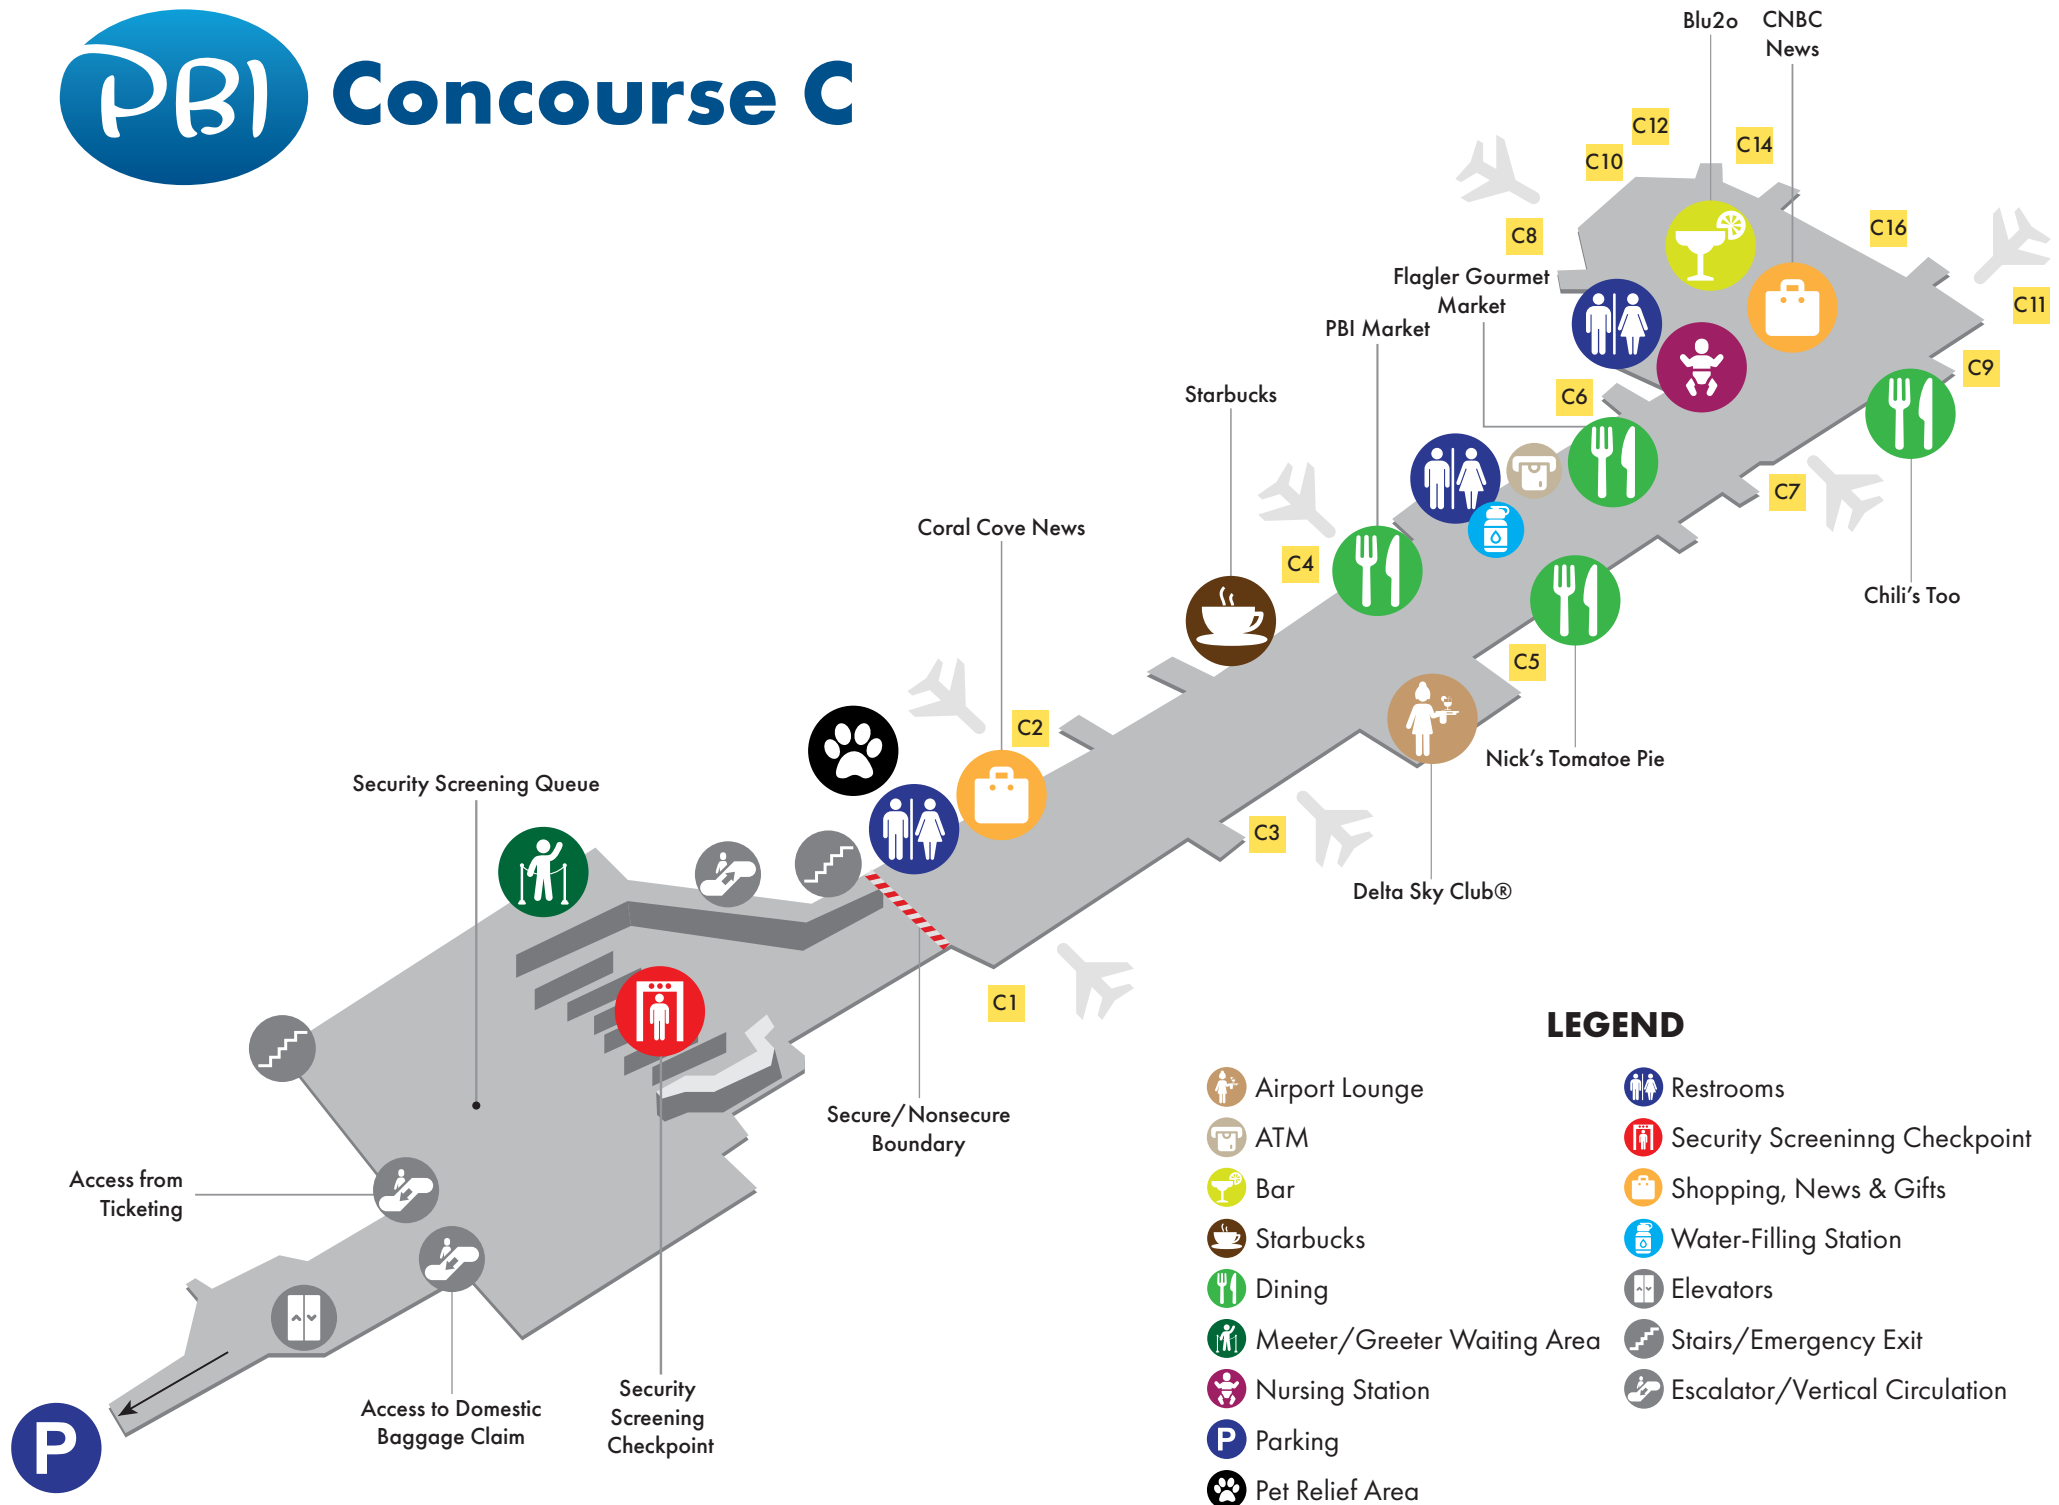 PBI Concourse C
Blu2o
CNBC
News
C12
C14
C10
C16
C8
C11
Flagler Gourmet
Market
PBI Market
C9
Starbucks
C6
C7
Coral Cove News
C4
Chili's Too
C5
C2
Nick's Tomatoe Pie
Security Screening Queue
C3
Delta Sky Club®
C1
Secure/Nonsecure
Boundary
Access from
Ticketing
Security
Screening
Checkpoint
Access to Domestic
Baggage Claim
P
LEGEND
Airport Lounge
ATM
Bar
Starbucks
Dining
Meeter/Greeter Waiting Area
Nursing Station
P Parking
Pet Relief Area
Restrooms
Security Screeninng Checkpoint
Shopping, News & Gifts
Water-Filling Station
Elevators
Stairs/Emergency Exit
Escalator/Vertical Circulation